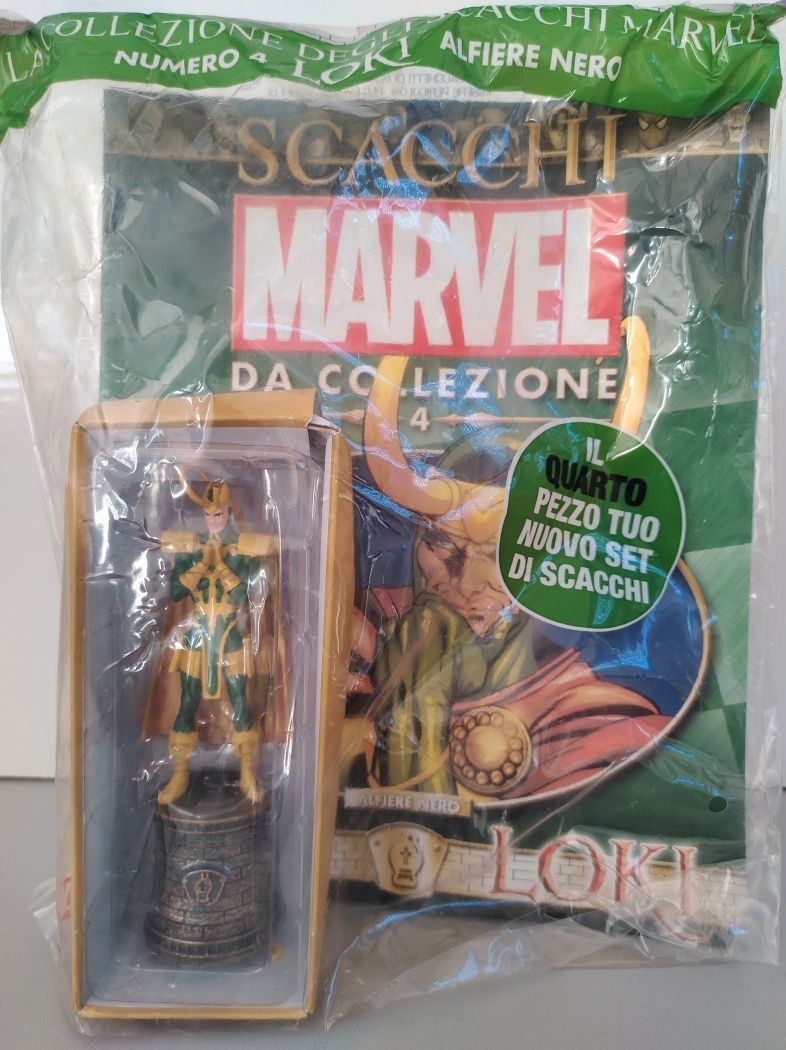 LA COLLEZIONE DEGLI SCACCHI MARVEL
NUMERO 4 LOKI ALFIERE NERO
SCACCHI
MARVEL
DA COLLEZIONE
4
IL
QUARTO
PEZZO TUO
NUOVO SET
DI SCACCHI
ALFIERE NERO
LOKI